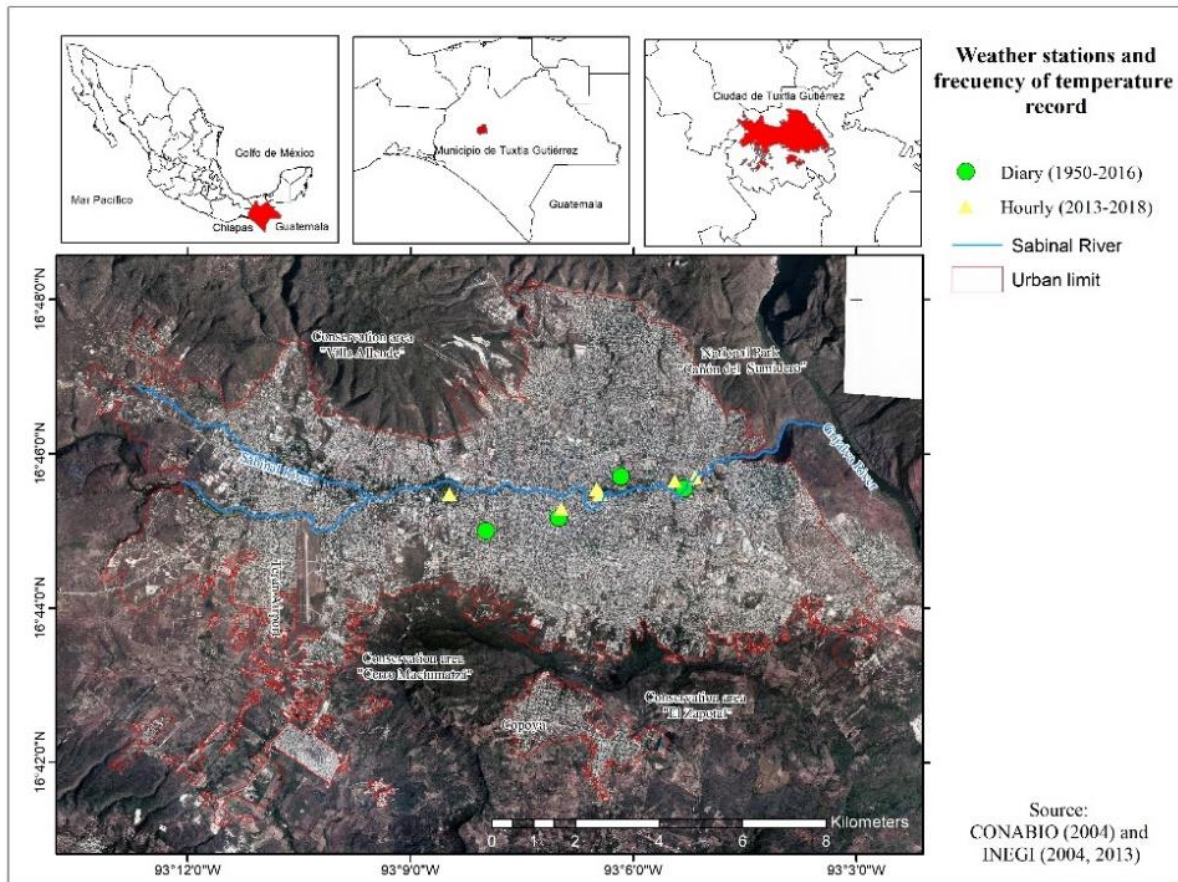 Golfo de México
Mar Pacífico
Chiapas
Guatemala
Municipio de Tuxtla Gutiérrez
Guatemala
Ciudad de Tuxtla Gutiérrez
Weather stations and
frecuency of temperature
record
Diary (1950-2016)
Hourly (2013-2018)
Sabinal River
Urban limit
16°48'0"N
16°46'0"N
16°44'0"N
16°42'0"N
Conservation area
"Villa Allende"
National Park
"Cañón del Sumidero"
Sabinal River
Grijalva River
Teran Airport
Conservation area
"Cerro Mactumatzá"
Conservation area
"El Zapotal"
Copoya
Kilometers
0 2 4 6 8
93°12'0"W
93°9'0"W
93°6'0"W
93°3'0"W
Source:
CONABIO (2004) and
INEGI (2004, 2013)